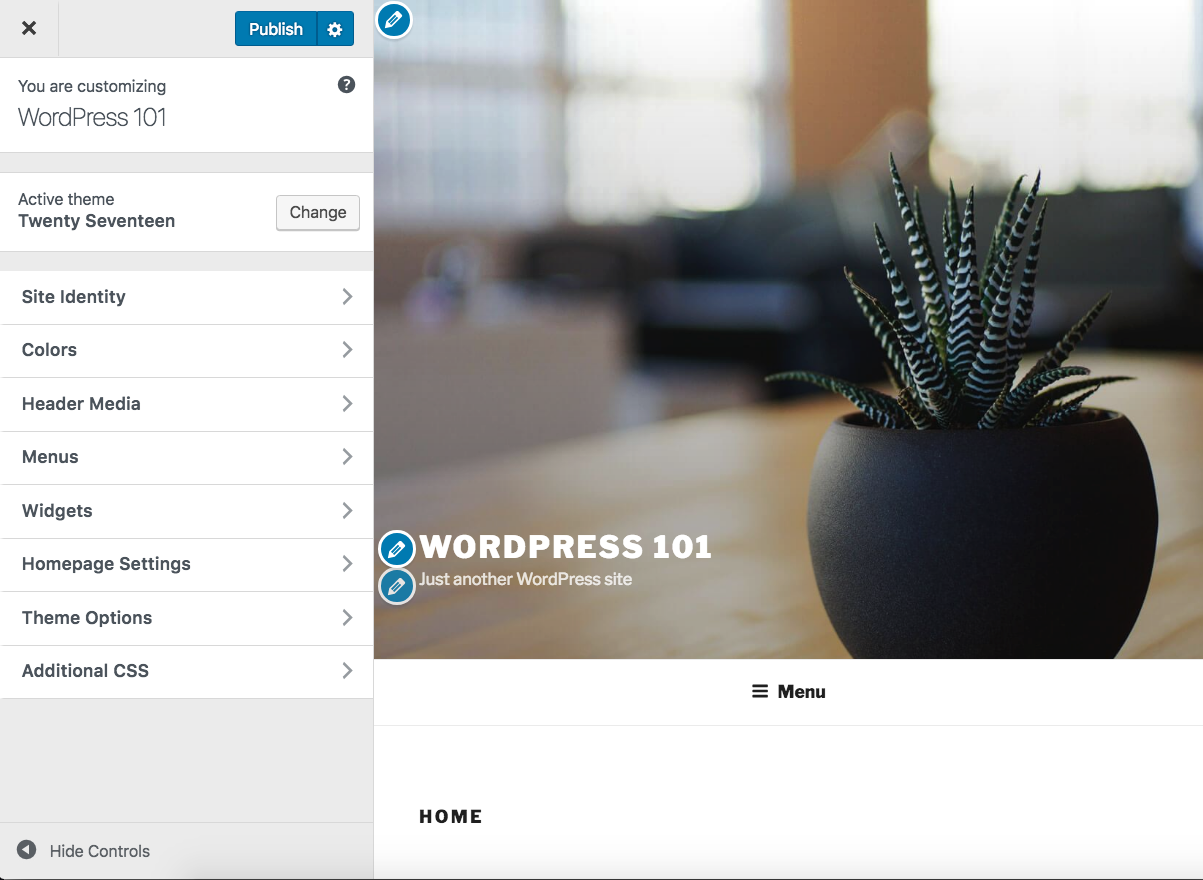 Publish
You are customizing
WordPress 101
Active theme
Twenty Seventeen
Change
Site Identity
Colors
Header Media
Menus
Widgets
Homepage Settings
Theme Options
Additional CSS
Hide Controls
WORDPRESS 101
Just another WordPress site
Menu
HOME